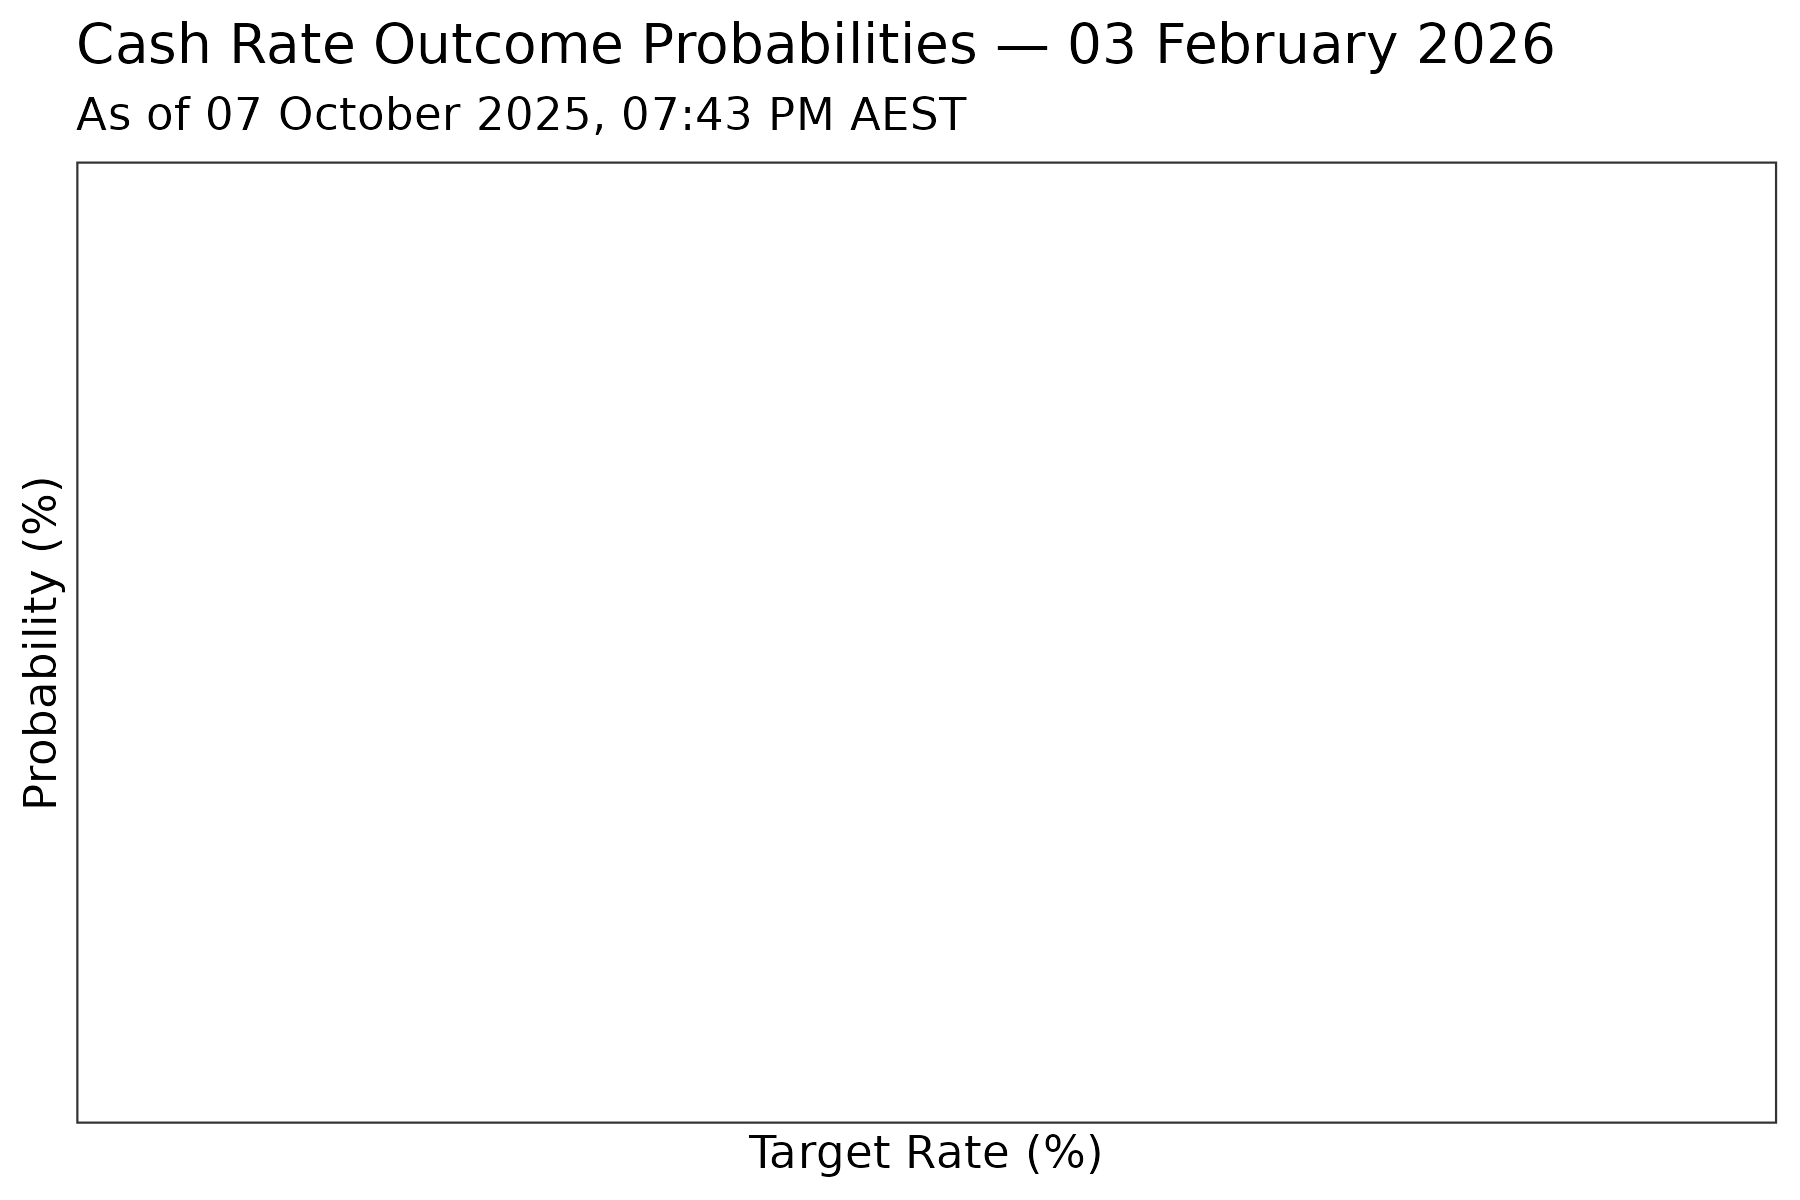 Cash Rate Outcome Probabilities — 03 February 2026
As of 07 October 2025, 07:43 PM AEST
Probability (%)
Target Rate (%)